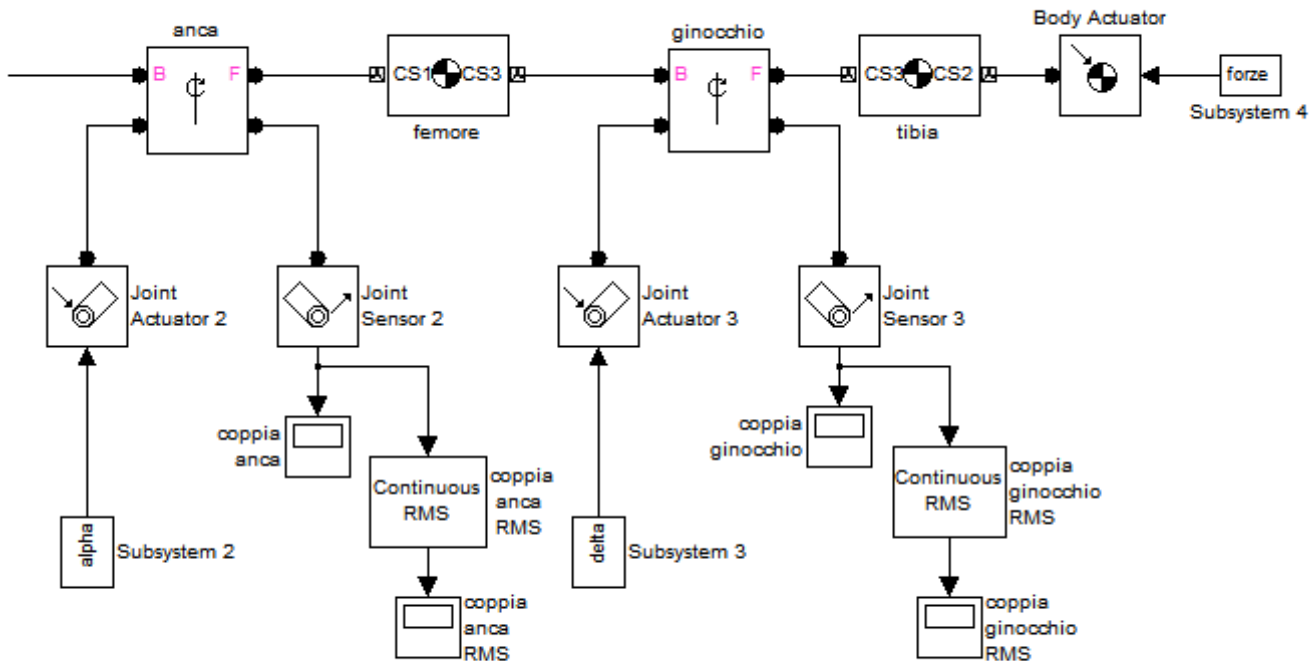 anca
ginocchio
Body Actuator
B F
CS1 CS3
B F
CS3 CS2
forze
femore
tibia
Subsystem 4
Joint
Actuator 2
Joint
Sensor 2
Joint
Actuator 3
Joint
Sensor 3
coppia
anca
coppia
ginocchio
Continuous
RMS
coppia
anca
RMS
Continuous
RMS
coppia
ginocchio
RMS
alpha
Subsystem 2
delta
Subsystem 3
coppia
anca
RMS
coppia
ginocchio
RMS